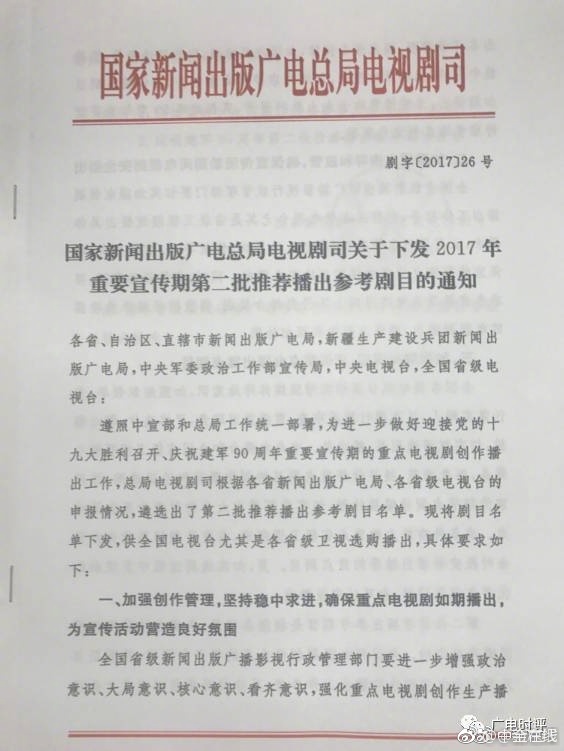 国家新闻出版广电总局电视剧司
剧字〔2017〕26 号
国家新闻出版广电总局电视剧司关于下发 2017 年
重要宣传期第二批推荐播出参考剧目的通知
各省、自治区、直辖市新闻出版广电局,新疆生产建设兵团新闻出
版广电局,中央军委政治工作部宣传局,中央电视台,全国省级电
视台:
遵照中宣部和总局工作统一部署,为进一步做好迎接党的十
九大胜利召开、庆祝建军 90 周年重要宣传期的重点电视剧创作播
出工作,总局电视剧司根据各省新闻出版广电局、各省级电视台的
申报情况,遴选出了第二批推荐播出参考剧目名单。现将剧目名
单下发,供全国电视台尤其是各省级卫视选购播出,具体要求如
下:
一、加强创作管理,坚持稳中求进,确保重点电视剧如期播出,
为宣传活动营造良好氛围
全国省级新闻出版广播影视行政管理部门要进一步增强政治
意识、大局意识、核心意识、看齐意识,强化重点电视剧创作生产播
广电时评
@中金在线